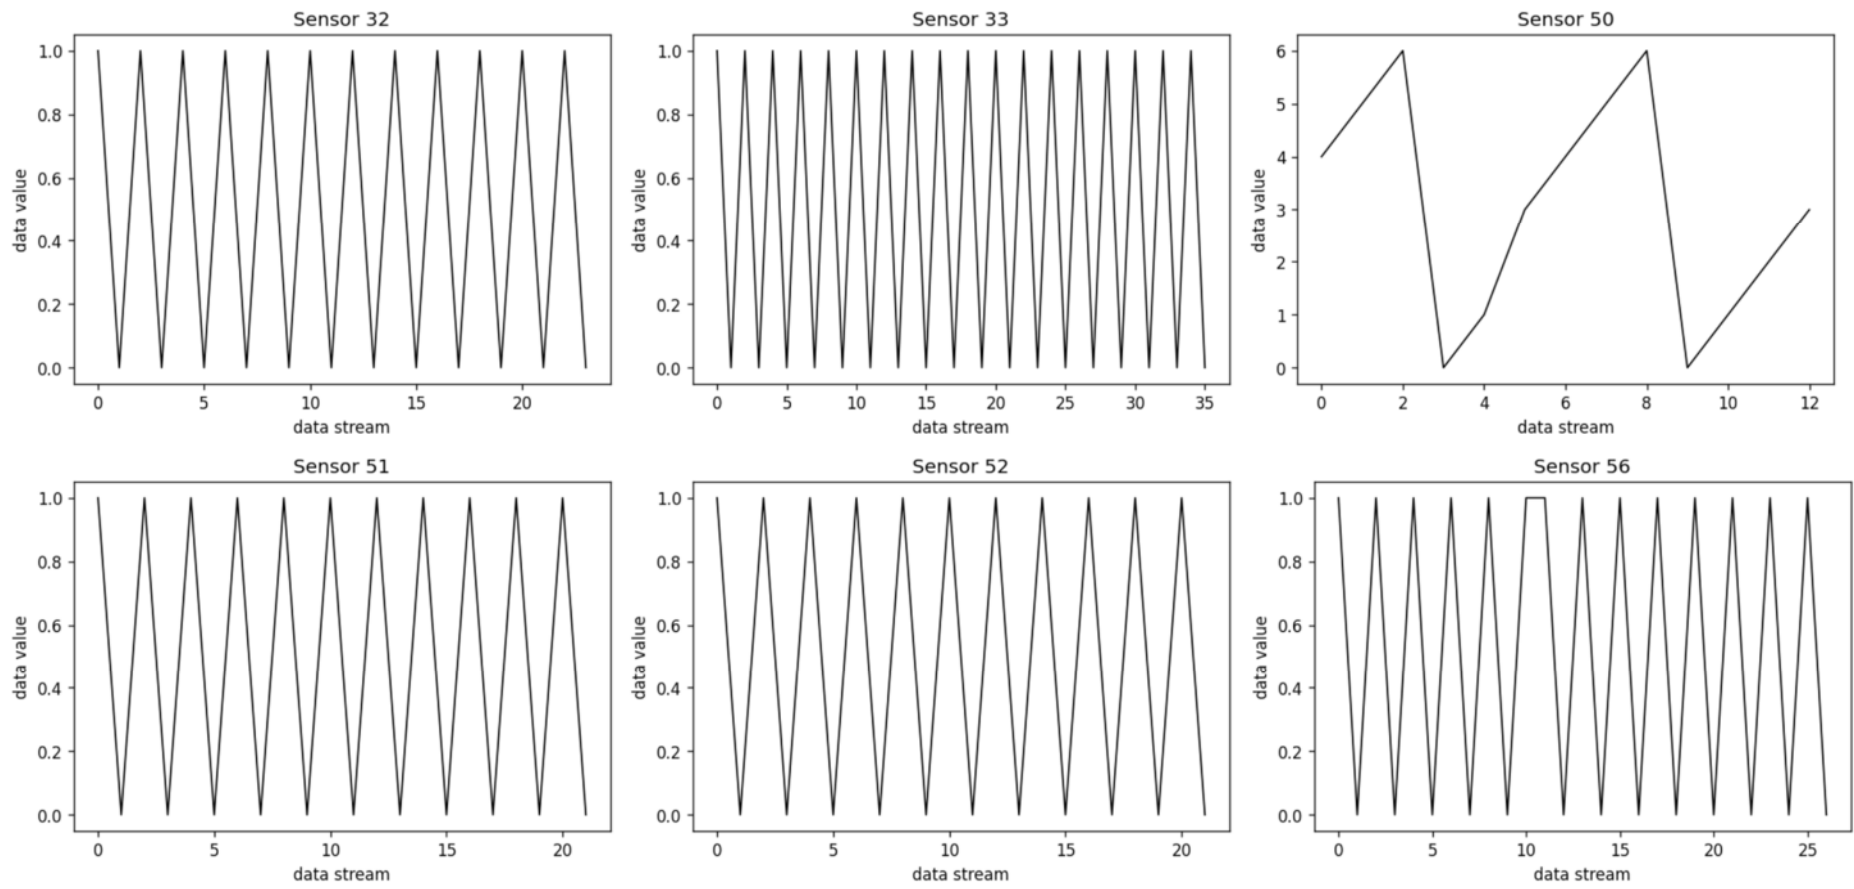 Sensor 32
1.0
0.8
0.6
0.4
0.2
0.0
data value
0 5 10 15 20
data stream
Sensor 33
1.0
0.8
0.6
0.4
0.2
0.0
data value
0 5 10 15 20 25 30 35
data stream
Sensor 50
6
5
4
3
2
1
0
data value
0 2 4 6 8 10 12
data stream
Sensor 51
1.0
0.8
0.6
0.4
0.2
0.0
data value
0 5 10 15 20
data stream
Sensor 52
1.0
0.8
0.6
0.4
0.2
0.0
data value
0 5 10 15 20
data stream
Sensor 56
1.0
0.8
0.6
0.4
0.2
0.0
data value
0 5 10 15 20 25
data stream